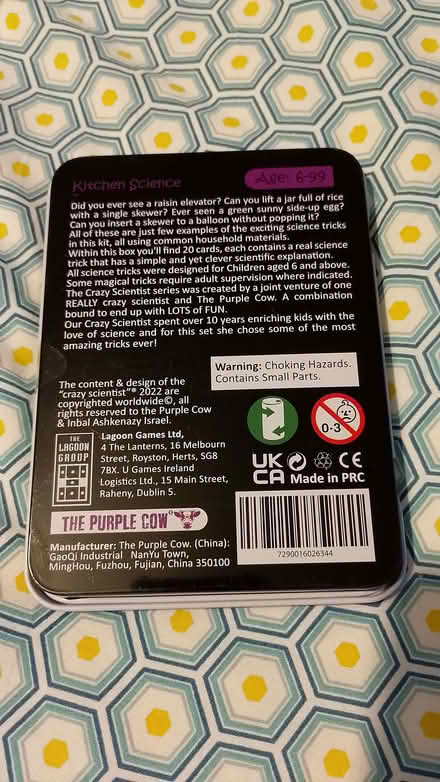 Kitchen Science
Age: 6-99
Did you ever see a raisin elevator? Can you lift a jar full of rice
with a single skewer? Ever seen a green sunny side-up egg?
Can you insert a skewer to a balloon without popping it?
All of these are just few examples of the exciting science tricks
in this kit, all using common household materials.
Within this box you'll find 20 cards, each contains a real science
trick that has a simple and yet clever scientific explanation.
All science tricks were designed for Children aged 6 and above.
Some magical tricks require adult supervision where indicated.
The Crazy Scientist series was created by a joint venture of one
REALLY crazy scientist and The Purple Cow. A combination
bound to end up with LOTS of FUN.
Our Crazy Scientist spent over 10 years enriching kids with the
love of science and for this set she chose some of the most
amazing tricks ever!
Warning: Choking Hazards.
Contains Small Parts.
The content & design of the
"crazy scientist"® 2022 are
copyrighted worldwide©, all
rights reserved to the Purple Cow
& Inbal Ashkenazy Israel.
0-3
THE
LAGOON
GROUP
Lagoon Games Ltd,
4 The Lanterns, 16 Melbourn
Street, Royston, Herts, SG8
7BX. U Games Ireland
Logistics Ltd., 15 Main Street,
Raheny, Dublin 5.
UK
CA
CE
Made in PRC
THE PURPLE COW®
Manufacturer: The Purple Cow. (China):
GaoQi Industrial NanYu Town,
MingHou, Fuzhou, Fujian, China 350100
7290016026344